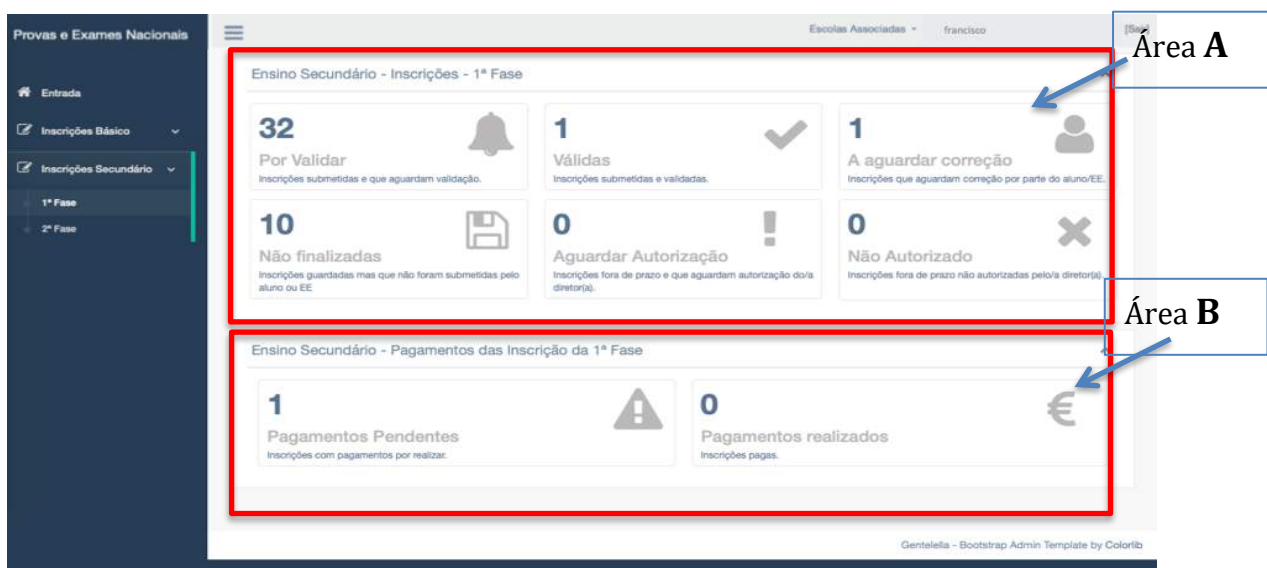 Provas e Exames Nacionais
Escolas Associadas
francisco
[Sair]
Área A
Entrada
Inscrições Básico
Inscrições Secundário
1ª Fase
2ª Fase
Ensino Secundário - Inscrições - 1ª Fase
32
Por Validar
Inscrições submetidas e que aguardam validação.
1
Válidas
Inscrições submetidas e validadas.
1
A aguardar correção
Inscrições que aguardam correção por parte do aluno/EE.
10
Não finalizadas
Inscrições guardadas mas que não foram submetidas pelo
aluno ou EE
0
Aguardar Autorização
Inscrições fora de prazo e que aguardam autorização do/a
diretor(a).
0
Não Autorizado
Inscrições fora de prazo não autorizadas pelo/a diretor(a).
Área B
Ensino Secundário - Pagamentos das Inscrição da 1ª Fase
1
Pagamentos Pendentes
Inscrições com pagamentos por realizar.
0
Pagamentos realizados
Inscrições pagas.
€
Gentelella - Bootstrap Admin Template by Colorlib